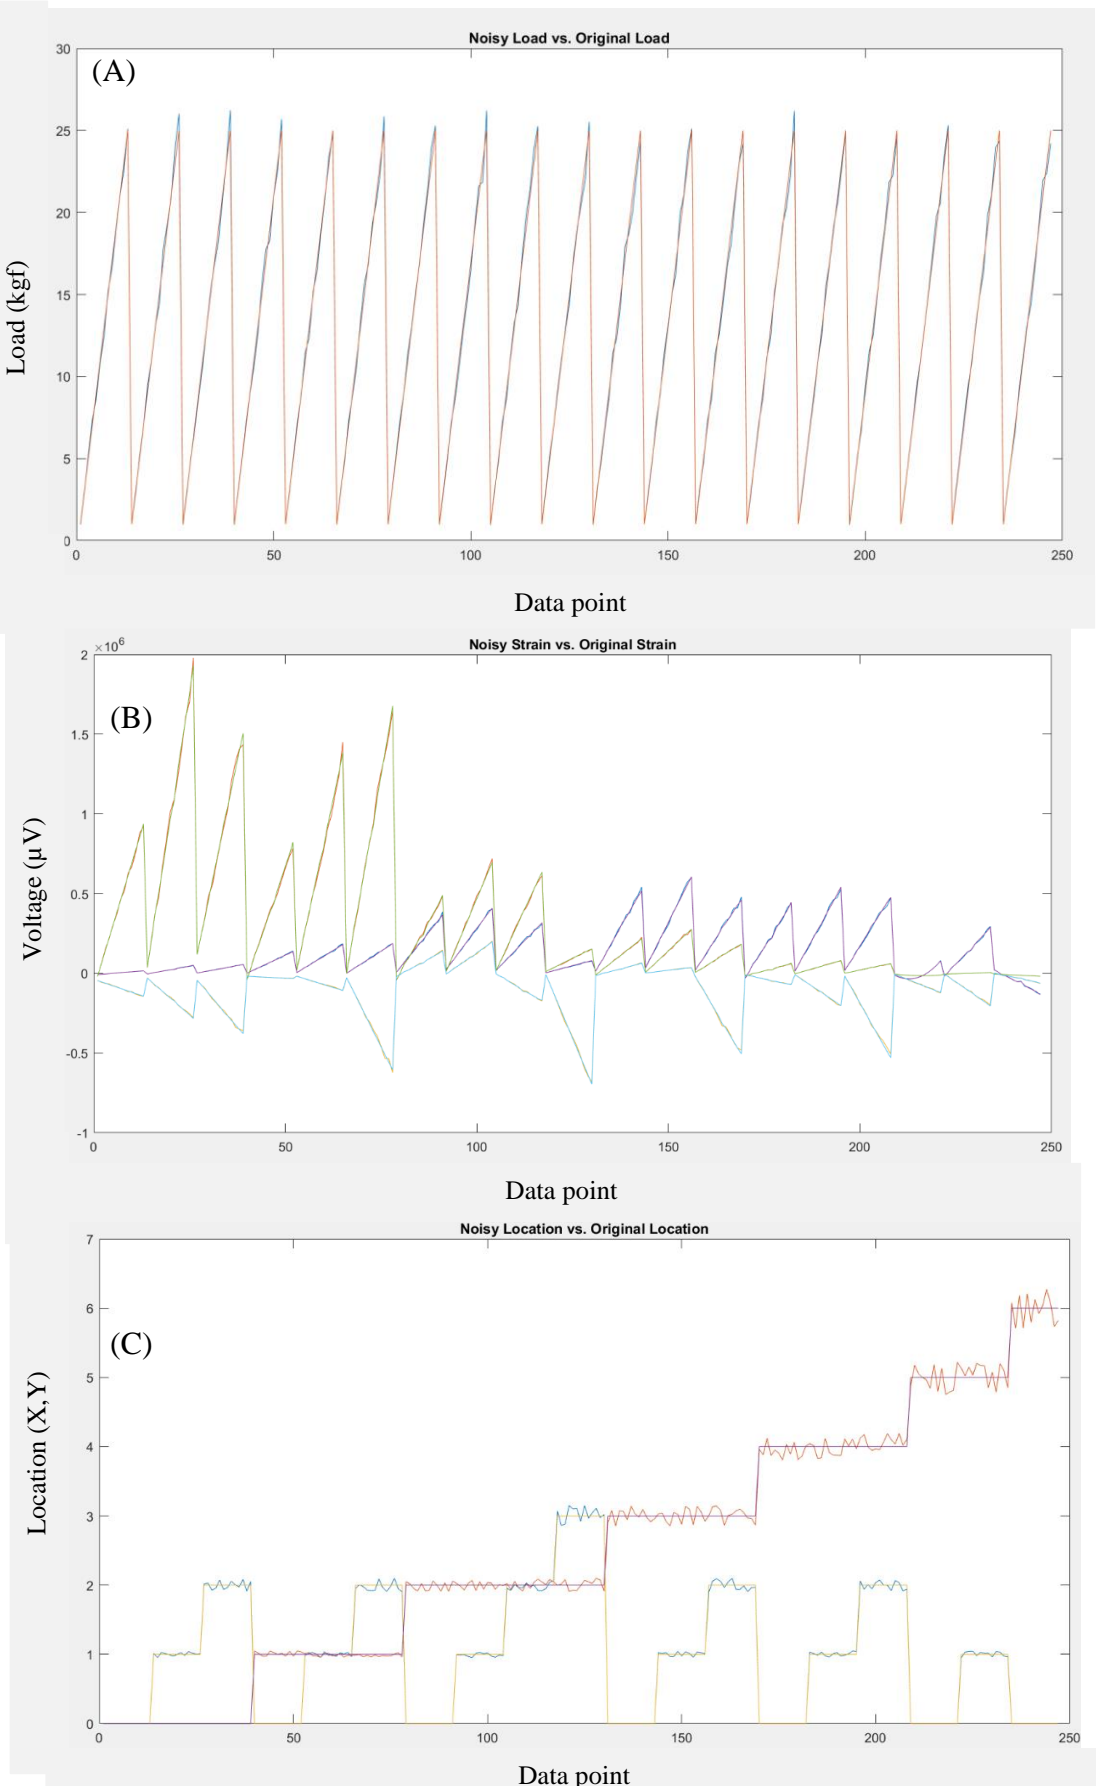 Noisy Load vs. Original Load
(A)
30
25
20
15
10
5
0
Load (kgf)
0 50 100 150 200 250
Data point
Noisy Strain vs. Original Strain
×10⁶
(B)
2
1.5
1
0.5
0
-0.5
-1
Voltage (µV)
0 50 100 150 200 250
Data point
Noisy Location vs. Original Location
(C)
7
6
5
4
3
2
1
0
Location (X,Y)
0 50 100 150 200 250
Data point